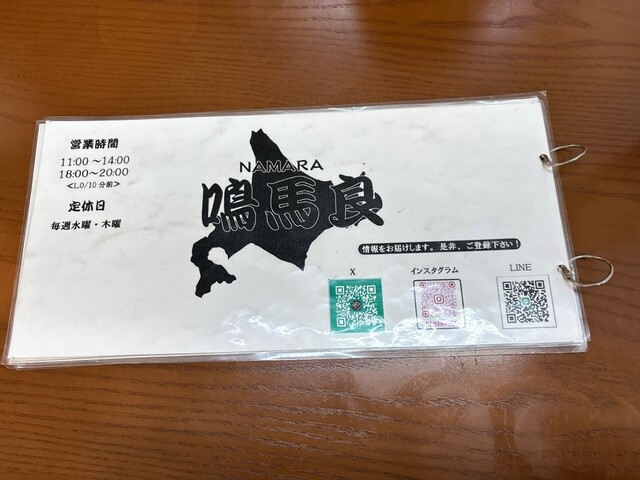 営業時間
11:00～14:00
18:00～20:00
<L.O/10分前>
定休日
毎週水曜・木曜
NAMARA
鳴馬良
情報をお届けします。是非、ご登録下さい！
X
インスタグラム
LINE